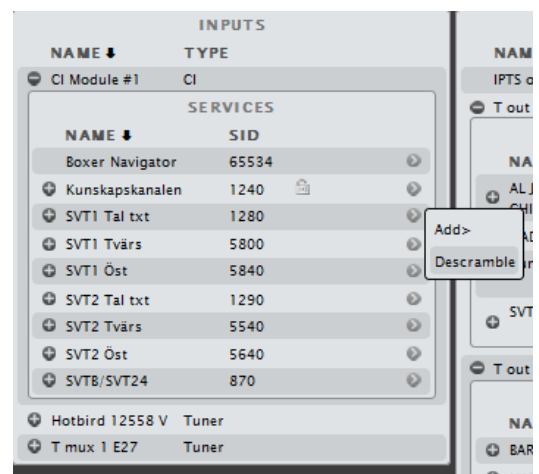 INPUTS
NAME TYPE
CI Module #1 CI
SERVICES
NAME SID
Boxer Navigator 65534
Kunskapskanalen 1240
SVT1 Tal txt 1280
SVT1 Tvärs 5800
SVT1 Öst 5840
SVT2 Tal txt 1290
SVT2 Tvärs 5540
SVT2 Öst 5640
SVTB/SVT24 870
Hotbird 12558 V Tuner
T mux 1 E27 Tuner
Add>
Descramble
NAM
IPTS o
T out
NA
AL J
CHI
SVT
T out
NA
BAR